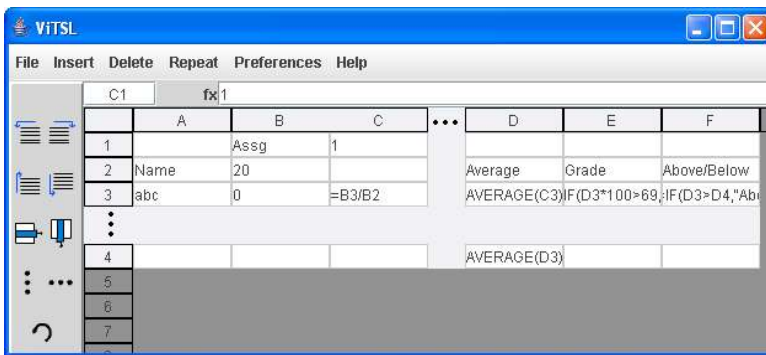 ViTSL
File Insert Delete Repeat Preferences Help
C1 fx 1
A B C ••• D E F
1 Assg 1
2 Name 20 Average Grade Above/Below
3 abc 0 =B3/B2 AVERAGE(C3) IF(D3*100>69, IF(D3>D4,"Ab
4 AVERAGE(D3)
5
6
7